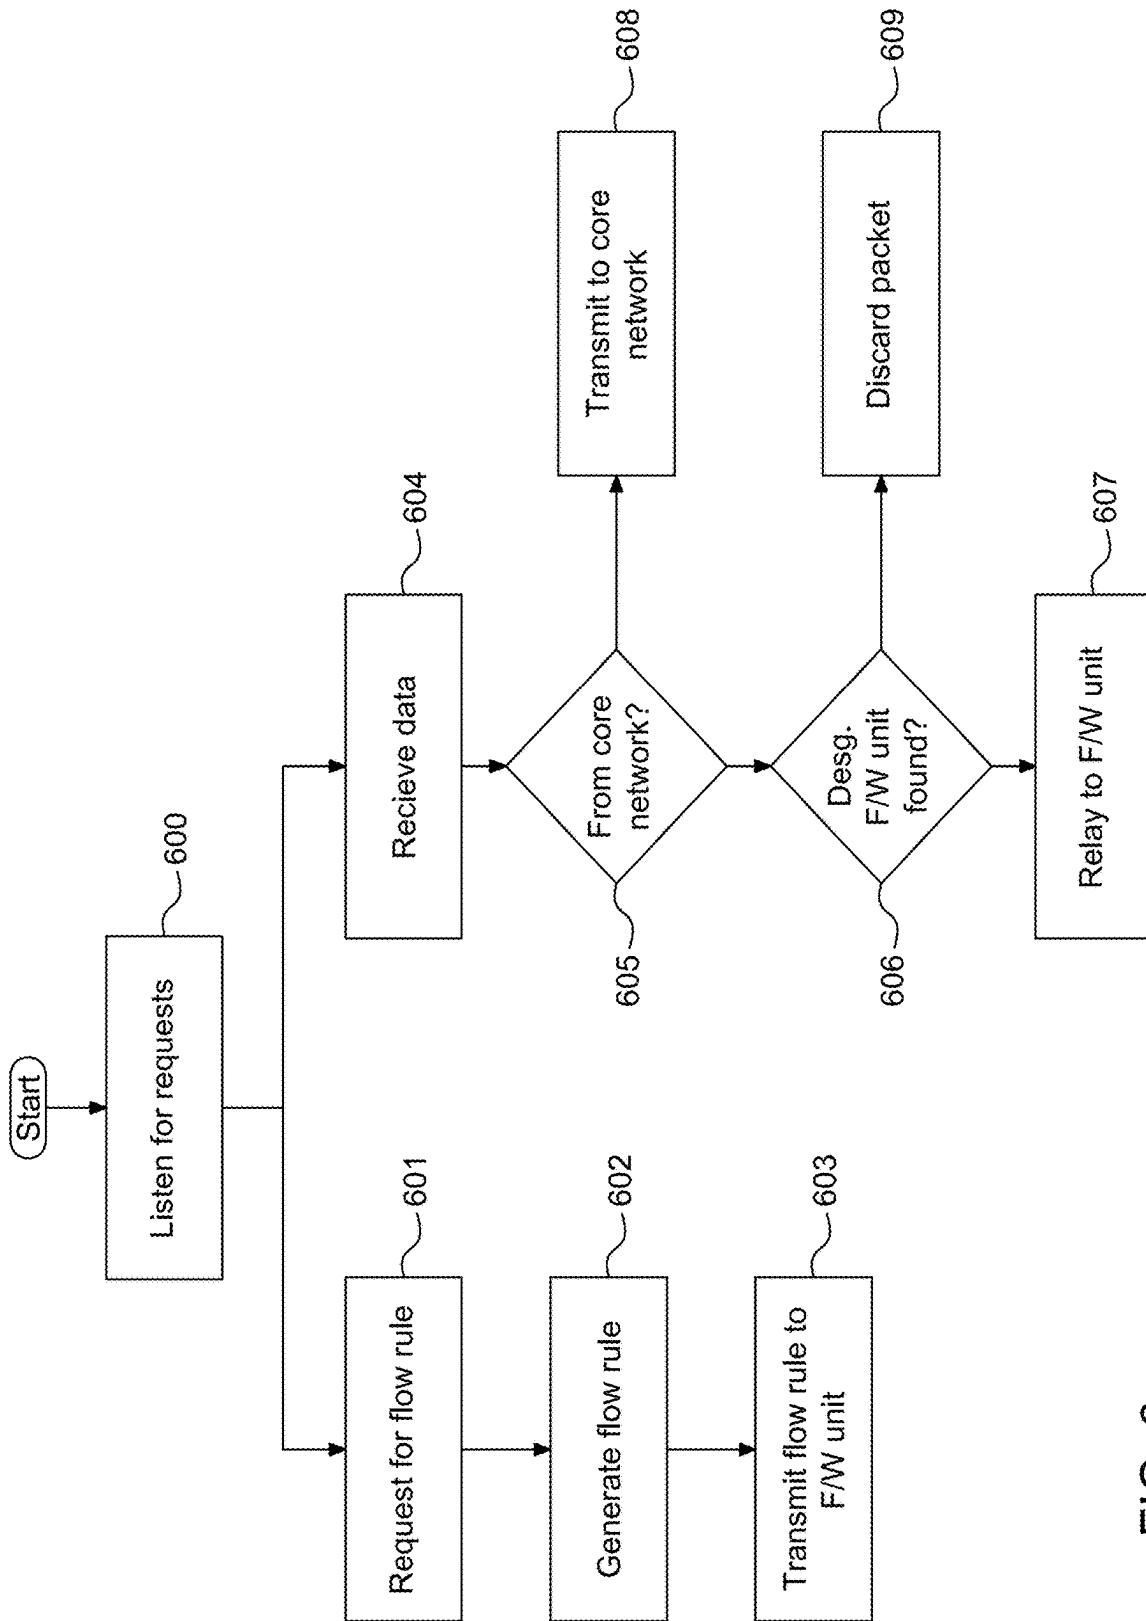 Start
Listen for requests
600
Request for flow rule
601
Generate flow rule
602
Transmit flow rule to
F/W unit
603
Recieve data
604
From core
network?
605
Transmit to core
network
608
Desg.
F/W unit
found?
606
Discard packet
609
Relay to F/W unit
607